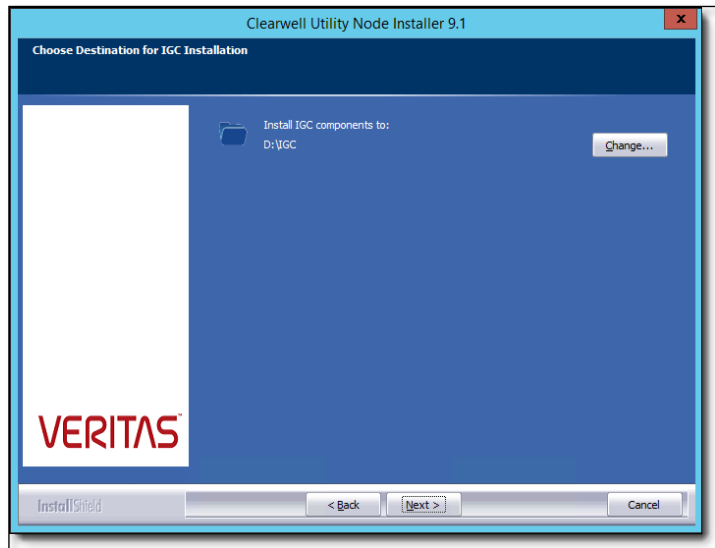 Clearwell Utility Node Installer 9.1
x
Choose Destination for IGC Installation
Install IGC components to:
D:\IGC
Change...
VERITAS™
InstallShield
< Back
Next >
Cancel